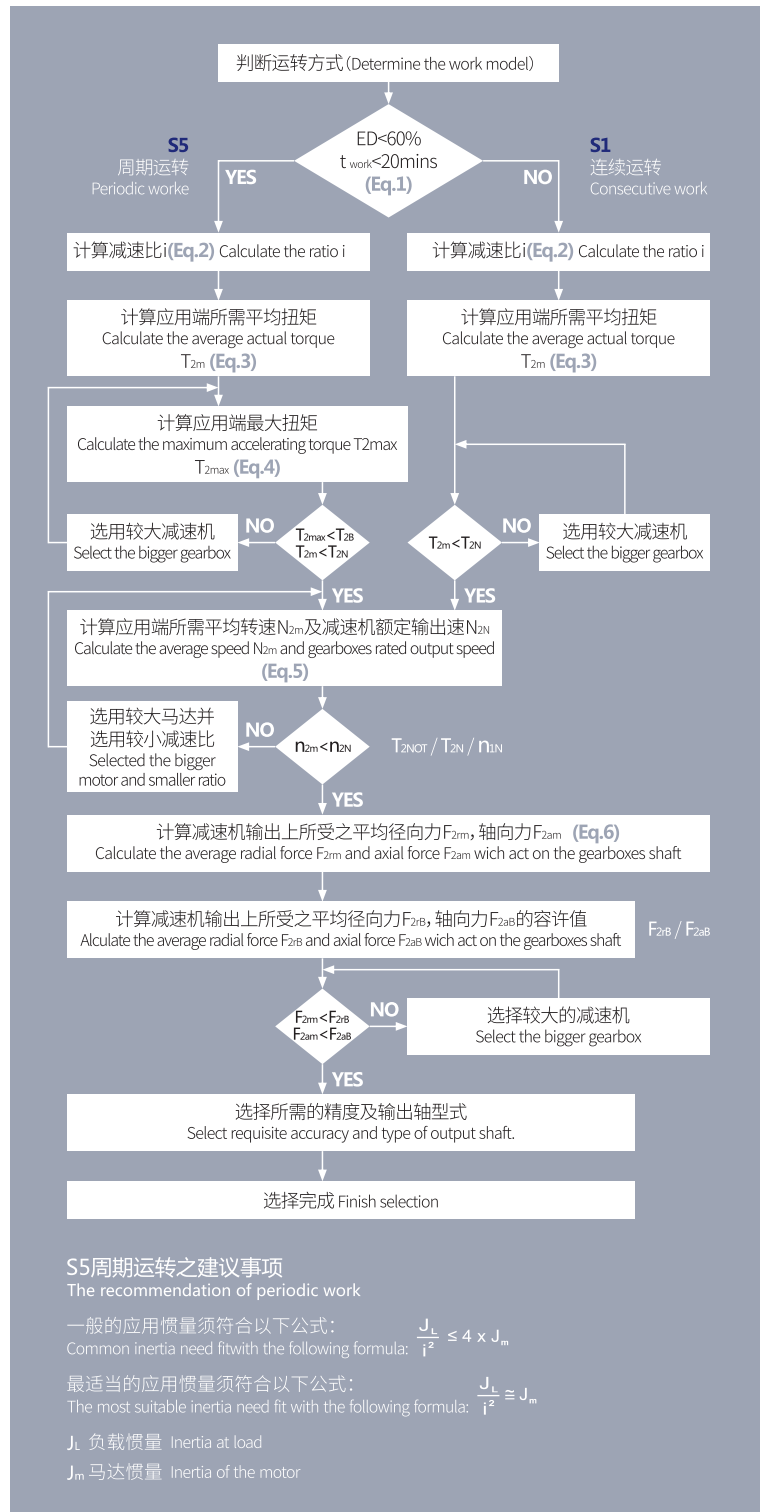 判断运转方式(Determine the work model)
ED<60%
t work<20mins
(Eq.1)
S5
周期运转
Periodic worke
YES
S1
连续运转
Consecutive work
NO
计算减速比i(Eq.2) Calculate the ratio i
计算减速比i(Eq.2) Calculate the ratio i
计算应用端所需平均扭矩
Calculate the average actual torque
T2m (Eq.3)
计算应用端所需平均扭矩
Calculate the average actual torque
T2m (Eq.3)
计算应用端最大扭矩
Calculate the maximum accelerating torque T2max
T2max (Eq.4)
选用较大减速机
Select the bigger gearbox
NO
T2max<T2B
T2m<T2N
T2m<T2N
NO
选用较大减速机
Select the bigger gearbox
YES
YES
计算应用端所需平均转速N2m及减速机额定输出速N2N
Calculate the average speed N2m and gearboxes rated output speed
(Eq.5)
选用较大马达并
选用较小减速比
Selected the bigger
motor and smaller ratio
NO
n2m<n2N
T2NOT / T2N / n1N
YES
计算减速机输出上所受之平均径向力F2rm，轴向力F2am (Eq.6)
Calculate the average radial force F2rm and axial force F2am wich act on the gearboxes shaft
计算减速机输出上所受之平均径向力F2rB，轴向力F2aB的容许值
Alculate the average radial force F2rB and axial force F2aB wich act on the gearboxes shaft
F2rB / F2aB
F2rm<F2rB
F2am<F2aB
NO
选择较大的减速机
Select the bigger gearbox
YES
选择所需的精度及输出轴型式
Select requisite accuracy and type of output shaft.
选择完成 Finish selection
S5周期运转之建议事项
The recommendation of periodic work
一般的应用惯量须符合以下公式：
Common inertia need fitwith the following formula: JL/i² ≤ 4 x Jm
最适当的应用惯量须符合以下公式：
The most suitable inertia need fit with the following formula: JL/i² ≅ Jm
JL 负载惯量 Inertia at load
Jm 马达惯量 Inertia of the motor